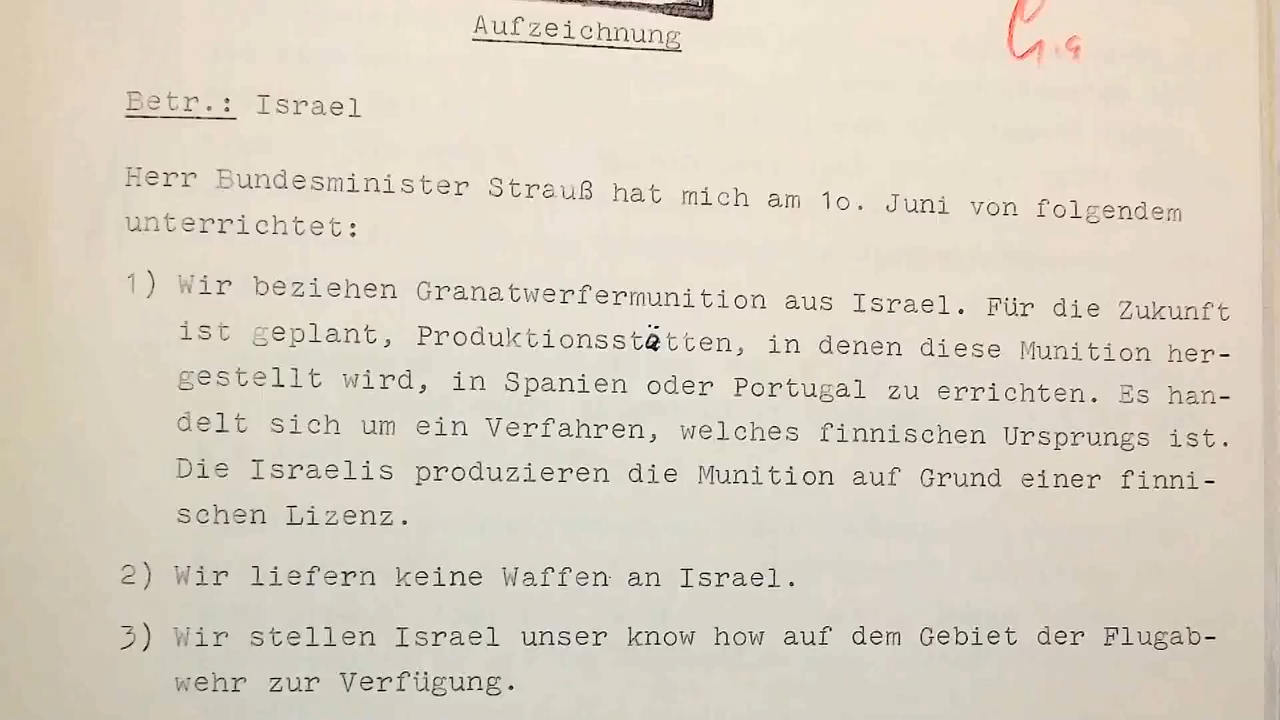 Aufzeichnung
Betr.: Israel
Herr Bundesminister Strauß hat mich am 1o. Juni von folgendem
unterrichtet:
1) Wir beziehen Granatwerfermunition aus Israel. Für die Zukunft
ist geplant, Produktionsstätten, in denen diese Munition her-
gestellt wird, in Spanien oder Portugal zu errichten. Es han-
delt sich um ein Verfahren, welches finnischen Ursprungs ist.
Die Israelis produzieren die Munition auf Grund einer finni-
schen Lizenz.
2) Wir liefern keine Waffen an Israel.
3) Wir stellen Israel unser know how auf dem Gebiet der Flugab-
wehr zur Verfügung.